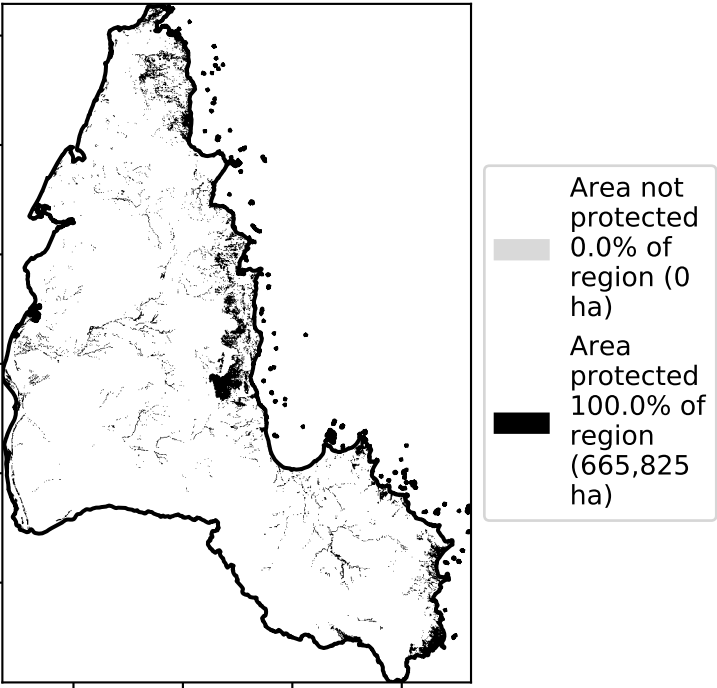 Area not
protected
0.0% of
region (0
ha)
Area
protected
100.0% of
region
(665,825
ha)